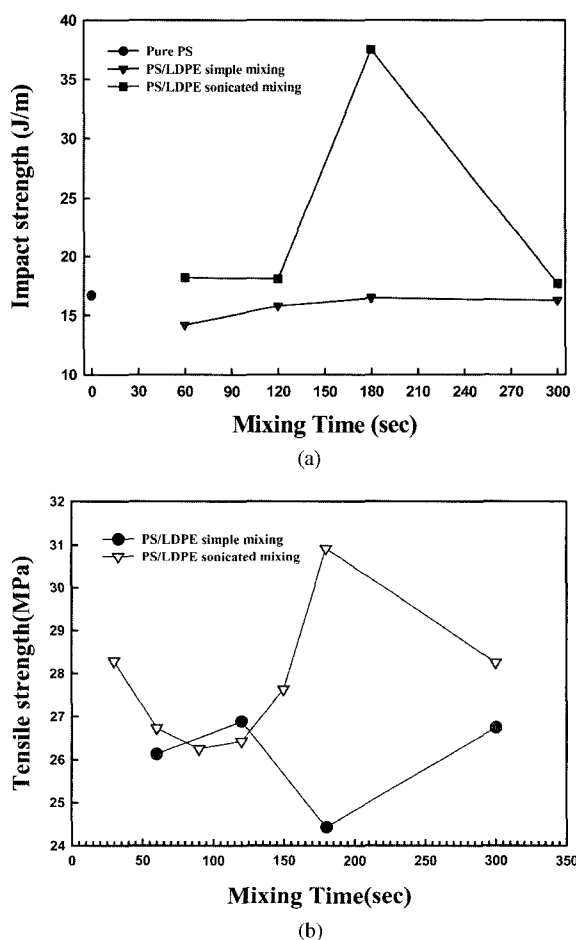 40
35
30
25
20
15
10
Impact strength (J/m)
Pure PS
PS/LDPE simple mixing
PS/LDPE sonicated mixing
0 30 60 90 120 150 180 210 240 270 300
Mixing Time (sec)
(a)
32
31
30
29
28
27
26
25
24
Tensile strength(MPa)
PS/LDPE simple mixing
PS/LDPE sonicated mixing
0 50 100 150 200 250 300 350
Mixing Time(sec)
(b)